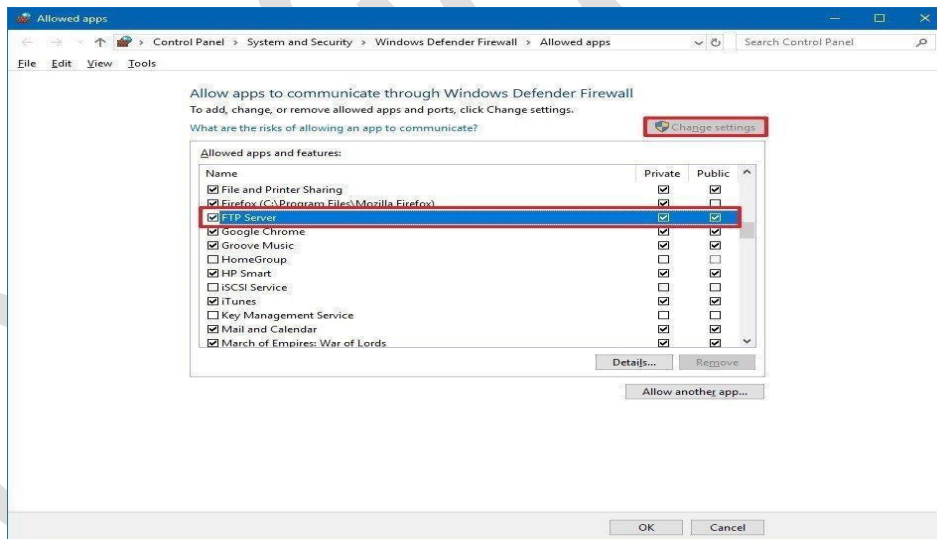 Allowed apps
Control Panel > System and Security > Windows Defender Firewall > Allowed apps
Search Control Panel
File Edit View Tools
Allow apps to communicate through Windows Defender Firewall
To add, change, or remove allowed apps and ports, click Change settings.
What are the risks of allowing an app to communicate?
Change settings
Allowed apps and features:
Name Private Public
File and Printer Sharing
Firefox (C:\Program Files\Mozilla Firefox)
FTP Server
Google Chrome
Groove Music
HomeGroup
HP Smart
iSCSI Service
iTunes
Key Management Service
Mail and Calendar
March of Empires: War of Lords
Details... Remove
Allow another app...
OK Cancel